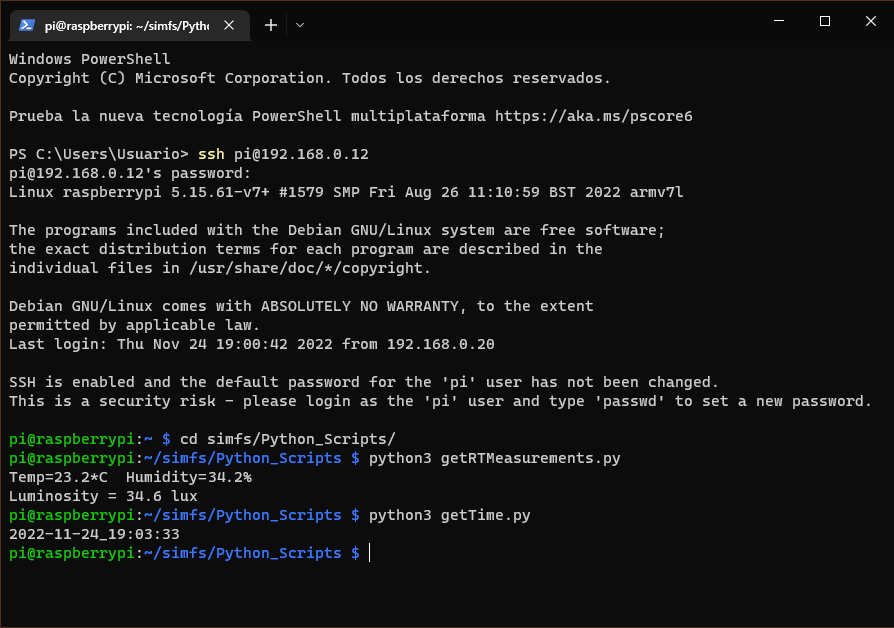 pi@raspberrypi: ~/simfs/Pytho
Windows PowerShell
Copyright (C) Microsoft Corporation. Todos los derechos reservados.
Prueba la nueva tecnología PowerShell multiplataforma https://aka.ms/pscore6
PS C:\Users\Usuario> ssh pi@192.168.0.12
pi@192.168.0.12's password:
Linux raspberrypi 5.15.61-v7+ #1579 SMP Fri Aug 26 11:10:59 BST 2022 armv7l
The programs included with the Debian GNU/Linux system are free software;
the exact distribution terms for each program are described in the
individual files in /usr/share/doc/*/copyright.
Debian GNU/Linux comes with ABSOLUTELY NO WARRANTY, to the extent
permitted by applicable law.
Last login: Thu Nov 24 19:00:42 2022 from 192.168.0.20
SSH is enabled and the default password for the 'pi' user has not been changed.
This is a security risk - please login as the 'pi' user and type 'passwd' to set a new password.
pi@raspberrypi:~ $ cd simfs/Python_Scripts/
pi@raspberrypi:~/simfs/Python_Scripts $ python3 getRTMeasurements.py
Temp=23.2*C  Humidity=34.2%
Luminosity = 34.6 lux
pi@raspberrypi:~/simfs/Python_Scripts $ python3 getTime.py
2022-11-24_19:03:33
pi@raspberrypi:~/simfs/Python_Scripts $